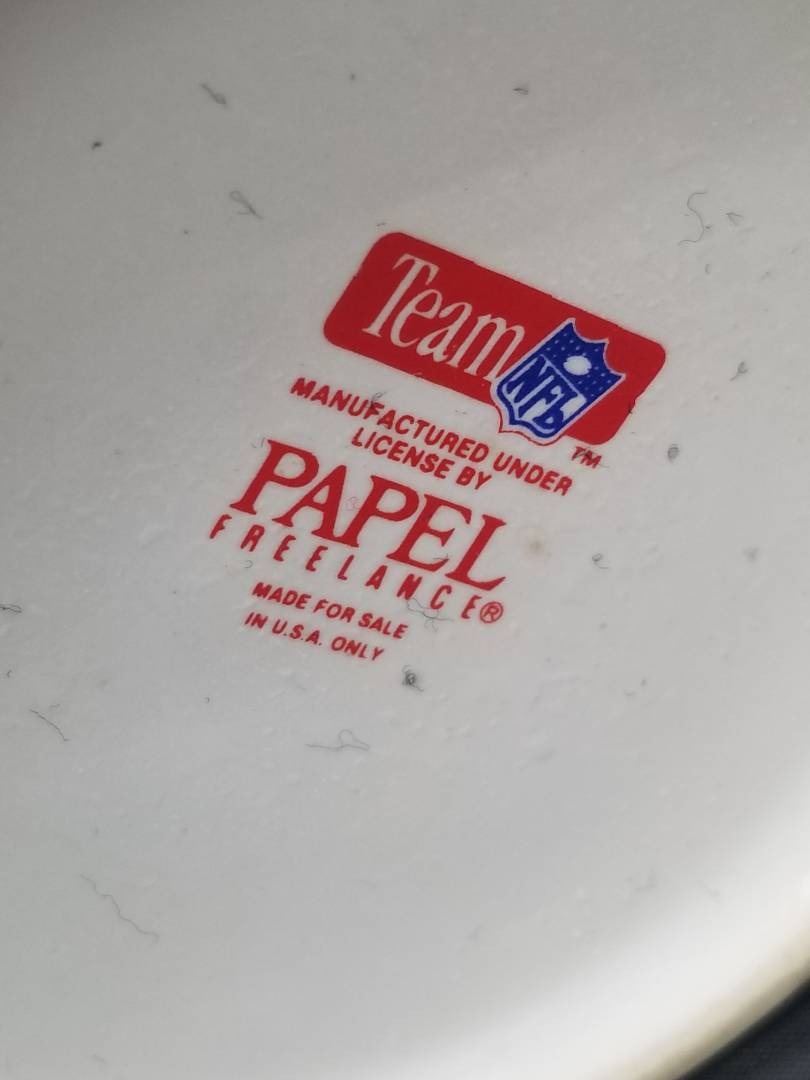 Team NFL
TM
MANUFACTURED UNDER
LICENSE BY
PAPEL
FREELANCE®
MADE FOR SALE
IN U.S.A. ONLY